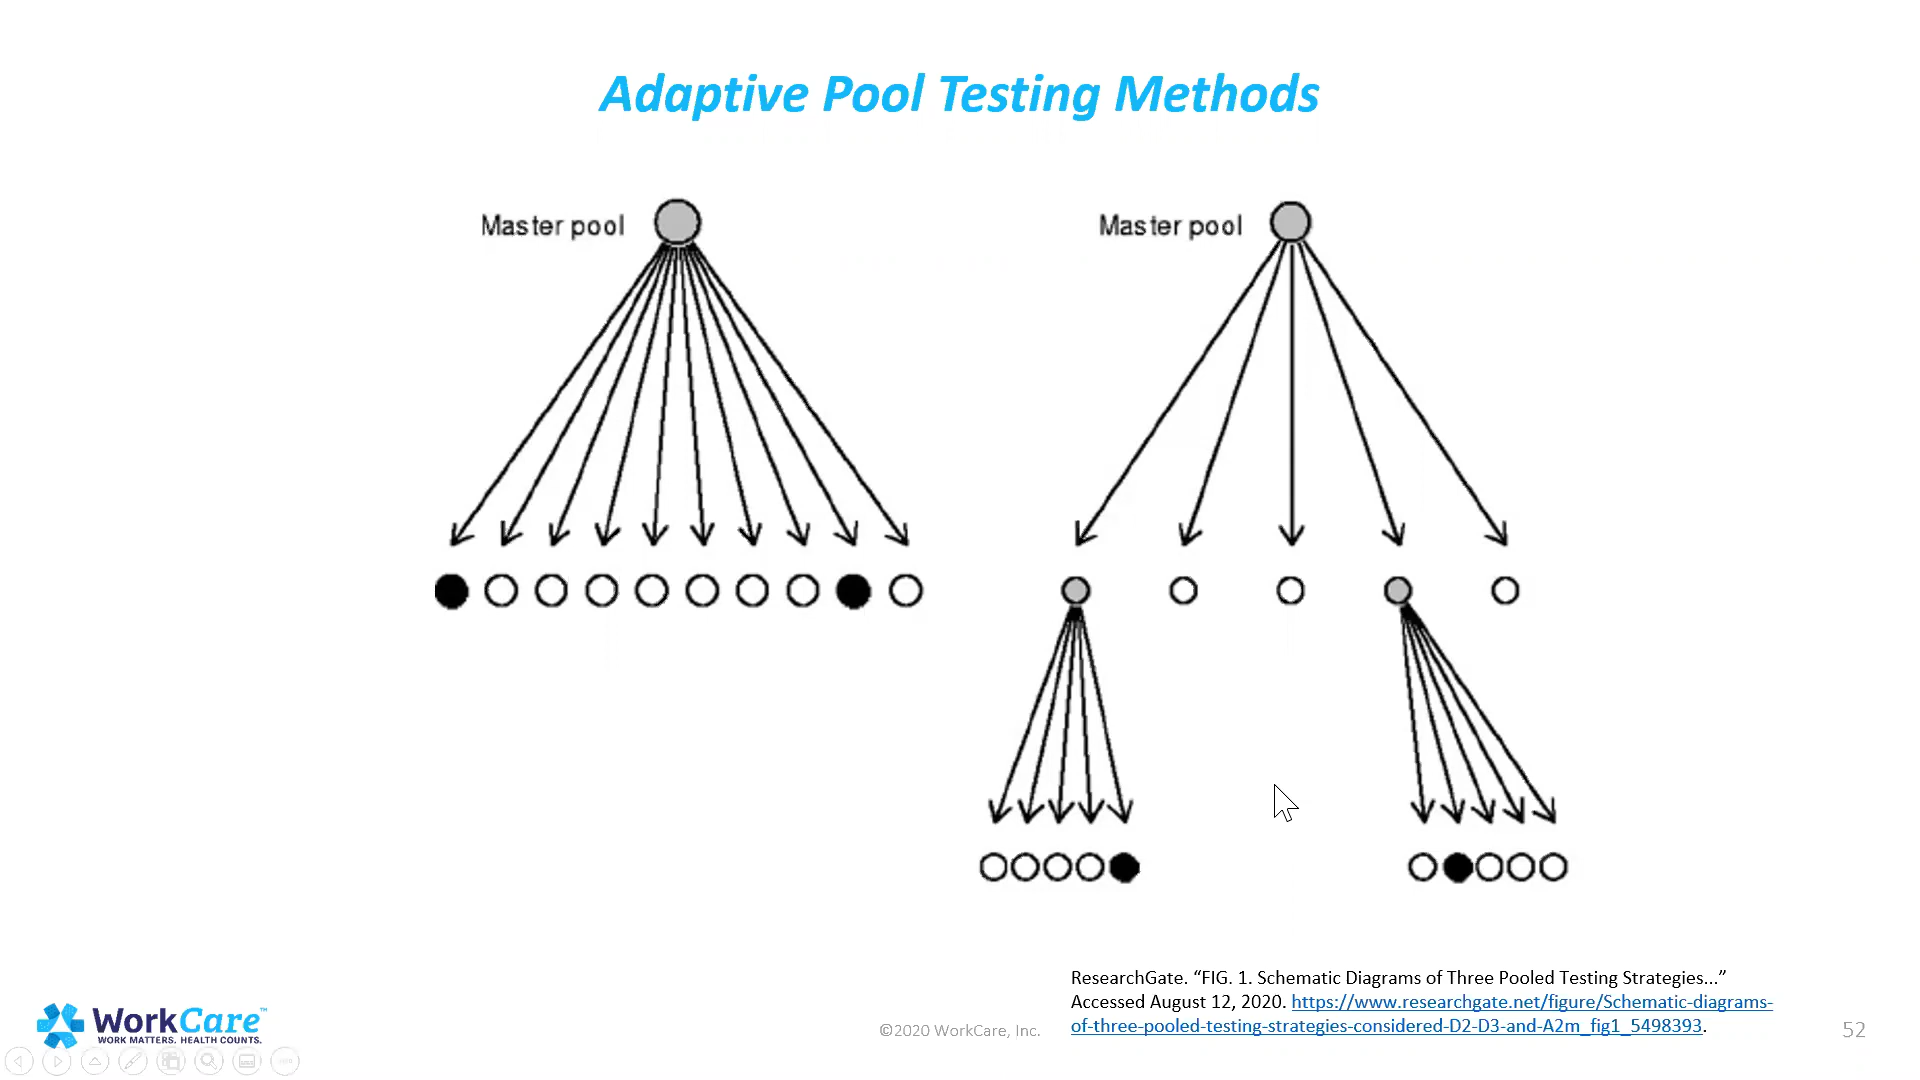 Adaptive Pool Testing Methods
Master pool
Master pool
ResearchGate. “FIG. 1. Schematic Diagrams of Three Pooled Testing Strategies...”
Accessed August 12, 2020. https://www.researchgate.net/figure/Schematic-diagrams-
of-three-pooled-testing-strategies-considered-D2-D3-and-A2m_fig1_5498393.
WorkCare™
WORK MATTERS. HEALTH COUNTS.
©2020 WorkCare, Inc.
52